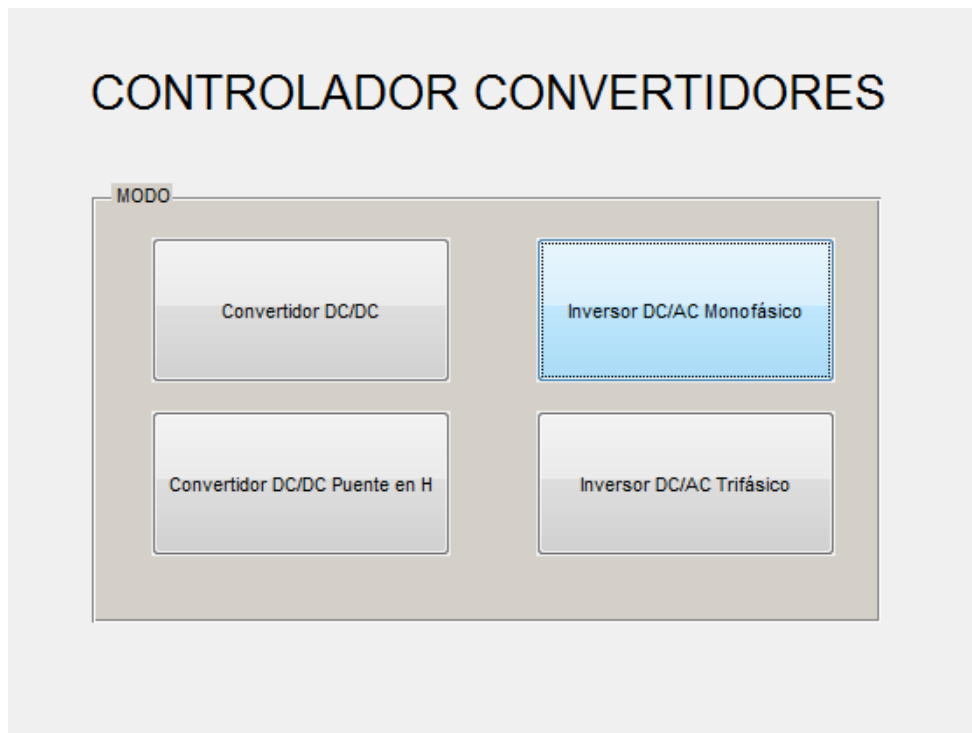 CONTROLADOR CONVERTIDORES
MODO
Convertidor DC/DC
Inversor DC/AC Monofásico
Convertidor DC/DC Puente en H
Inversor DC/AC Trifásico